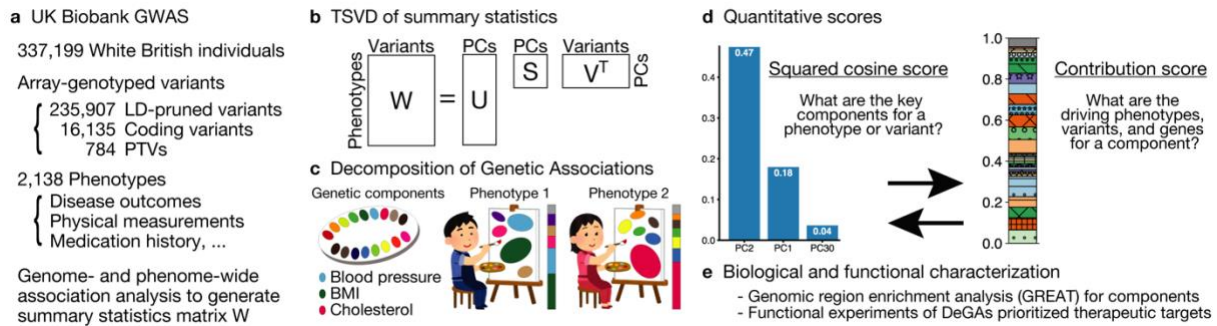 a UK Biobank GWAS
337,199 White British individuals
Array-genotyped variants
235,907 LD-pruned variants
16,135 Coding variants
784 PTVs
2,138 Phenotypes
Disease outcomes
Physical measurements
Medication history, ...
Genome- and phenome-wide
association analysis to generate
summary statistics matrix W
b TSVD of summary statistics
Variants PCs PCs Variants
Phenotypes
W = U S V^T
PCs
c Decomposition of Genetic Associations
Genetic components Phenotype 1 Phenotype 2
Blood pressure
BMI
Cholesterol
d Quantitative scores
0.4
0.3
0.2
0.1
0.0
0.47
0.18
0.04
PC2 PC1 PC30
Squared cosine score
What are the key
components for a
phenotype or variant?
1.0
0.8
0.6
0.4
0.2
0.0
Contribution score
What are the
driving phenotypes,
variants, and genes
for a component?
e Biological and functional characterization
- Genomic region enrichment analysis (GREAT) for components
- Functional experiments of DeGAs prioritized therapeutic targets